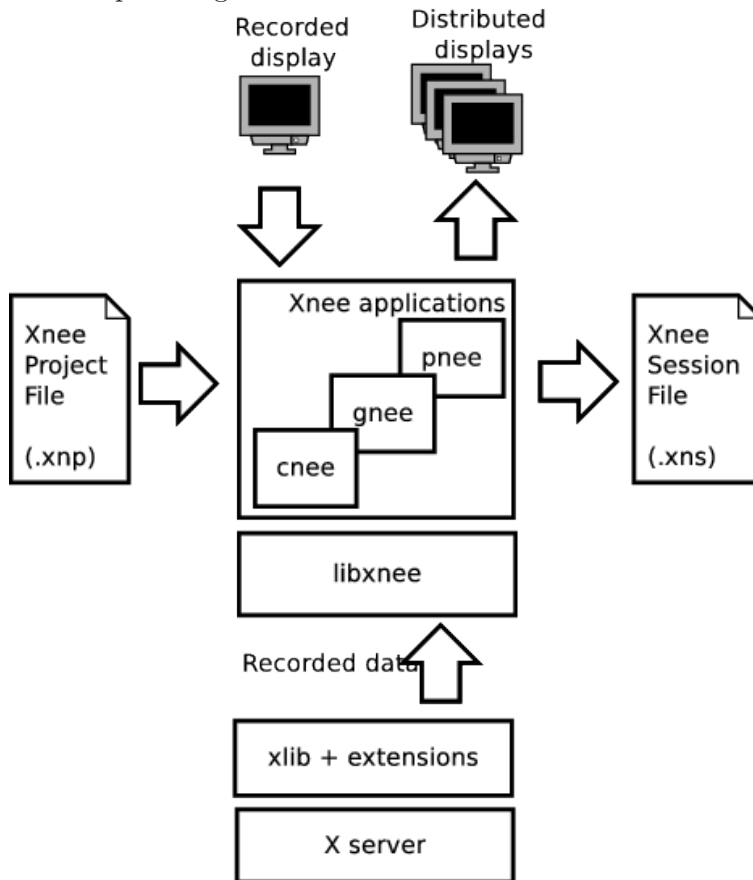 Recorded
display
Distributed
displays
Xnee applications
pnee
gnee
cnee
Xnee
Project
File
(.xnp)
Xnee
Session
File
(.xns)
libxnee
Recorded data
xlib + extensions
X server